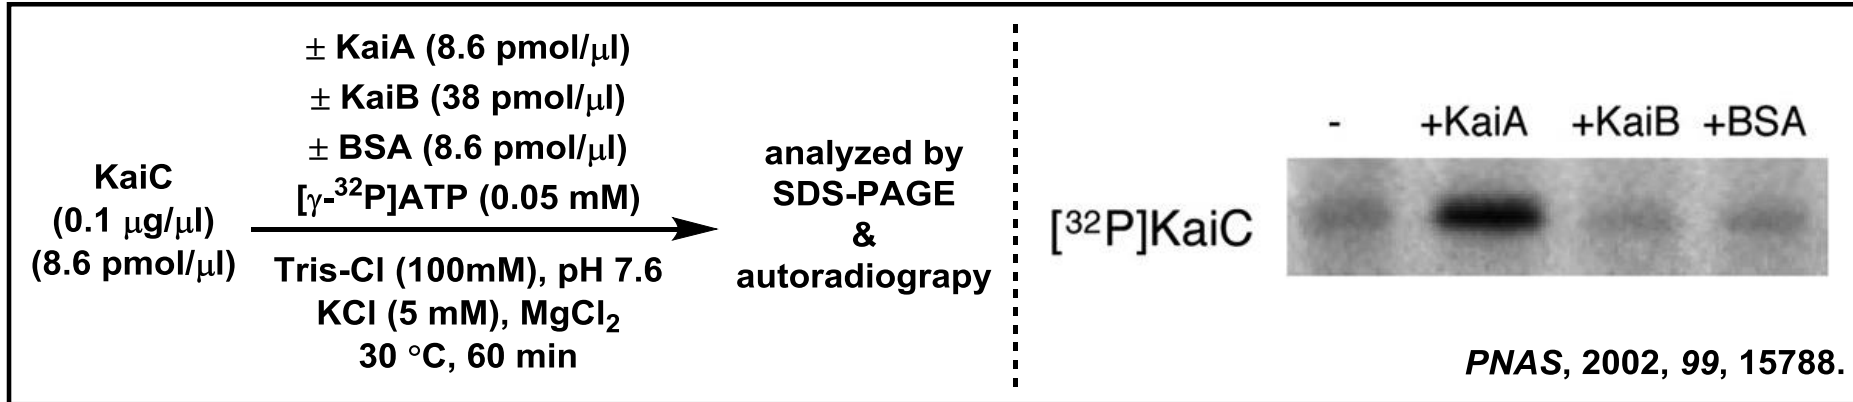 ± KaiA (8.6 pmol/μl)
± KaiB (38 pmol/μl)
± BSA (8.6 pmol/μl)
[γ-³²P]ATP (0.05 mM)
KaiC
(0.1 μg/μl)
(8.6 pmol/μl)
Tris-Cl (100mM), pH 7.6
KCl (5 mM), MgCl₂
30 °C, 60 min
analyzed by
SDS-PAGE
&
autoradiograpy
- +KaiA +KaiB +BSA
[³²P]KaiC
PNAS, 2002, 99, 15788.